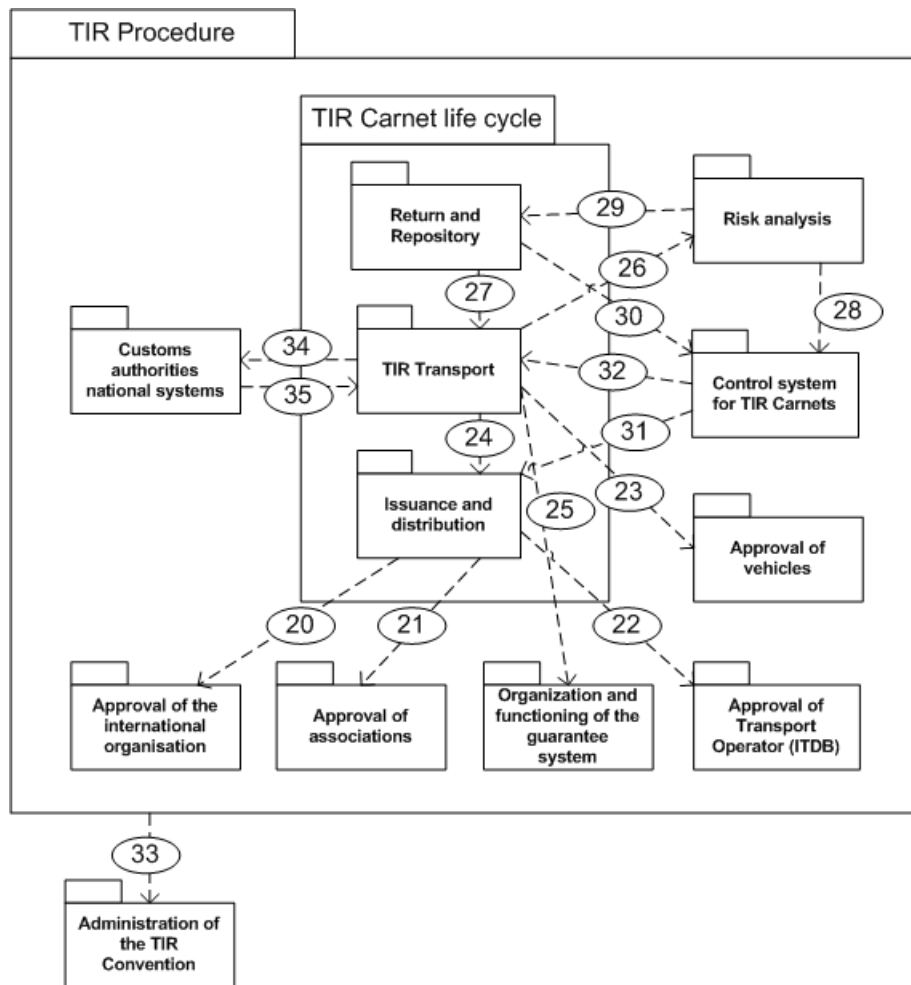 TIR Procedure
TIR Carnet life cycle
Return and
Repository
29
Risk analysis
26
27
30
28
Customs
authorities
national systems
34
35
TIR Transport
32
Control system
for TIR Carnets
24
31
23
Issuance and
distribution
25
Approval of
vehicles
20
21
22
Approval of the
international
organisation
Approval of
associations
Organization and
functioning of the
guarantee
system
Approval of
Transport
Operator (ITDB)
33
Administration of
the TIR
Convention